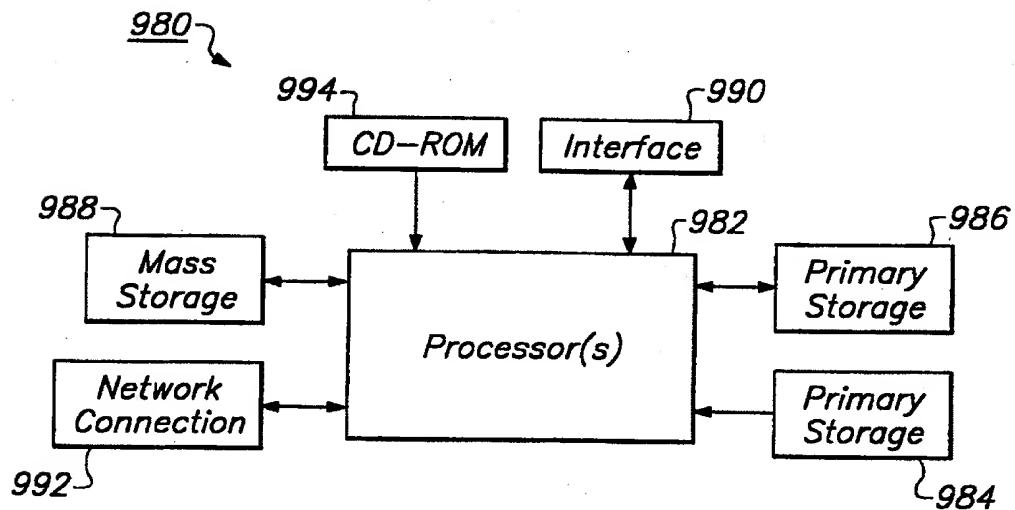 980
994
CD-ROM
990
Interface
988
Mass
Storage
982
Processor(s)
986
Primary
Storage
Network
Connection
992
Primary
Storage
984